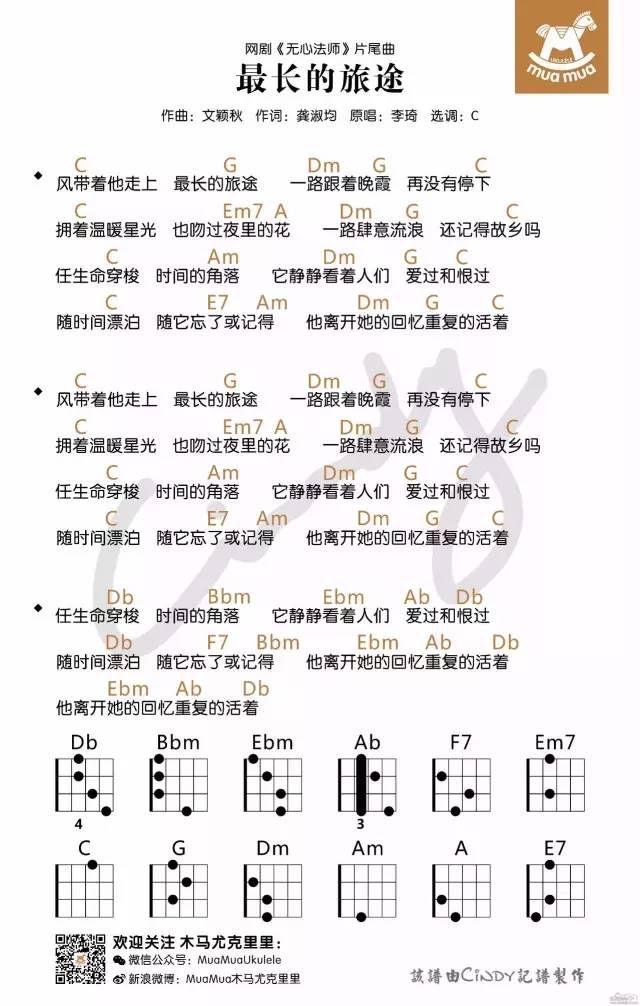 UKULELE
mua mua
网剧《无心法师》片尾曲
最长的旅途
作曲：文颖秋 作词：龚淑均 原唱：李琦 选调：C
C G Dm G C
风带着他走上 最长的旅途 一路跟着晚霞 再没有停下
C Em7 A Dm G C
拥着温暖星光 也吻过夜里的花 一路肆意流浪 还记得故乡吗
C Am Dm G C
任生命穿梭 时间的角落 它静静看着人们 爱过和恨过
C E7 Am Dm G C
随时间漂泊 随它忘了或记得 他离开她的回忆重复的活着
C G Dm G C
风带着他走上 最长的旅途 一路跟着晚霞 再没有停下
C Em7 A Dm G C
拥着温暖星光 也吻过夜里的花 一路肆意流浪 还记得故乡吗
C Am Dm G C
任生命穿梭 时间的角落 它静静看着人们 爱过和恨过
C E7 Am Dm G C
随时间漂泊 随它忘了或记得 他离开她的回忆重复的活着
Db Bbm Ebm Ab Db
任生命穿梭 时间的角落 它静静看着人们 爱过和恨过
Db F7 Bbm Ebm Ab Db
随时间漂泊 随它忘了或记得 他离开她的回忆重复的活着
Ebm Ab Db
他离开她的回忆重复的活着
Db Bbm Ebm Ab F7 Em7
4 3
C G Dm Am A E7
欢迎关注 木马尤克里里：
微信公众号：MuaMuaUkulele
新浪微博：MuaMua木马尤克里里
该譜由CINDY記譜製作
Cindy